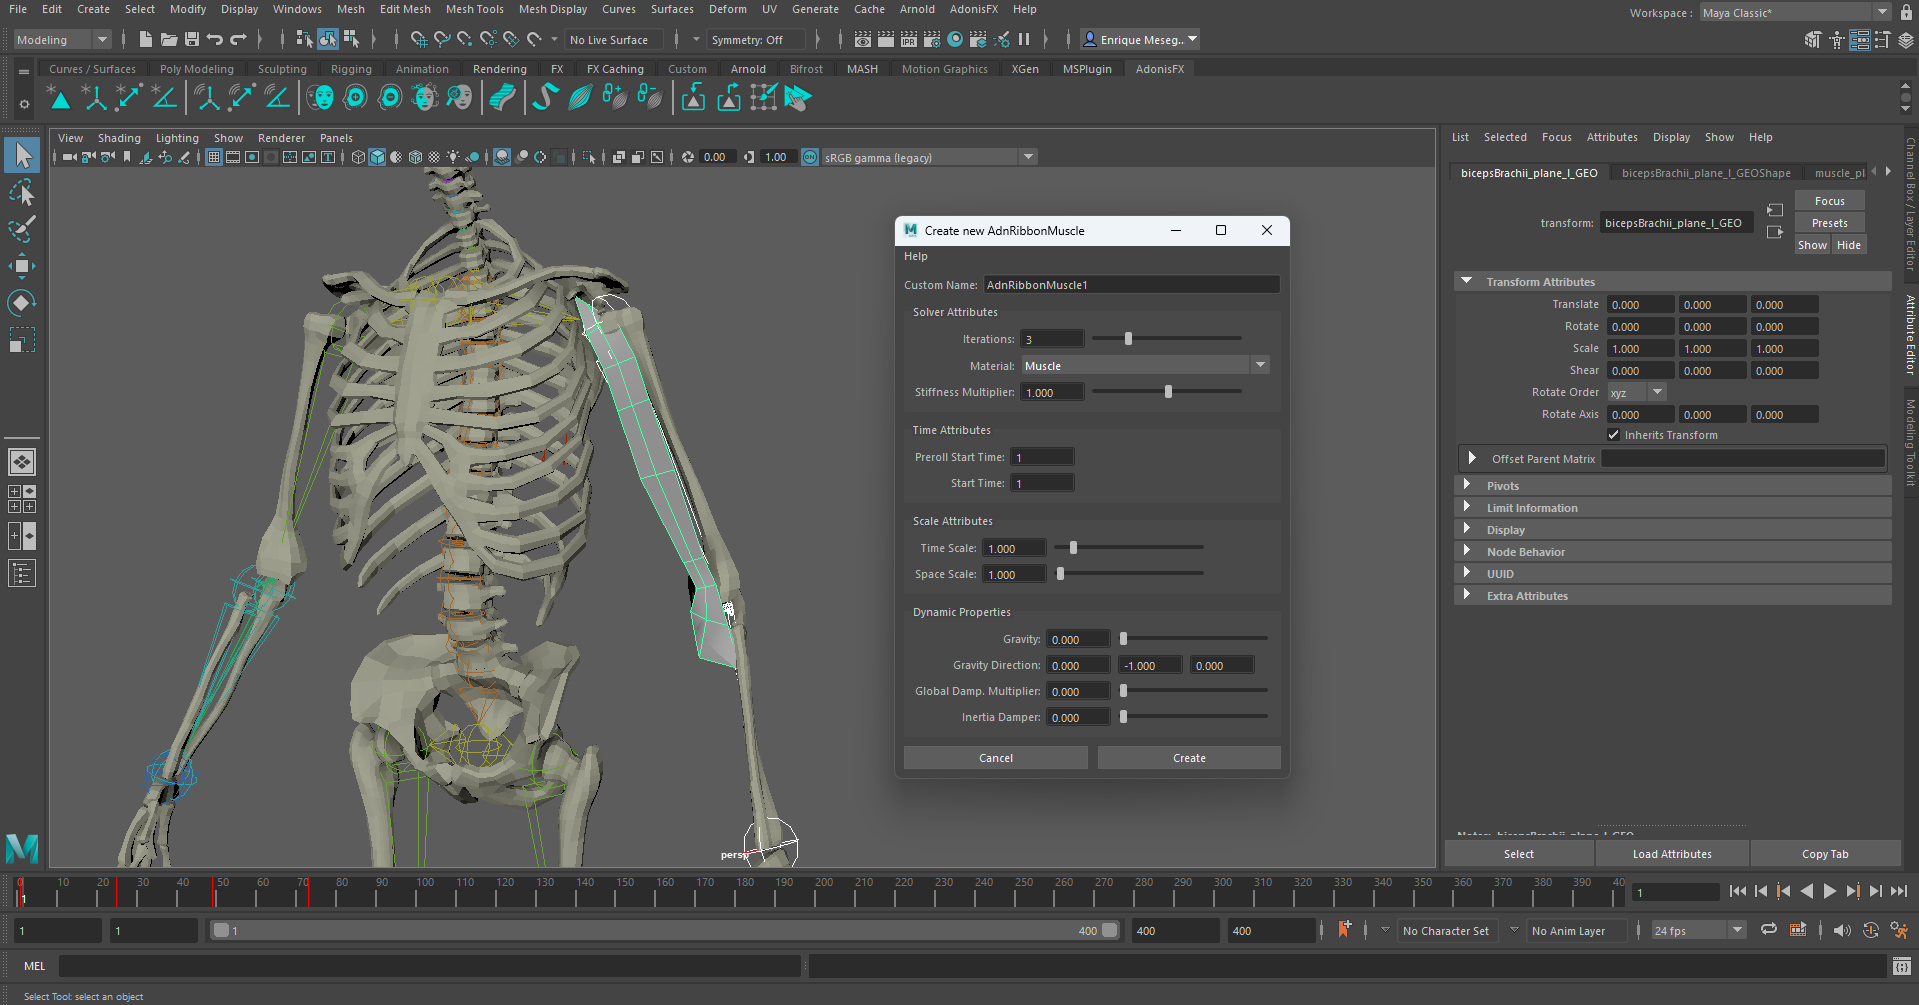 File Edit Create Select Modify Display Windows Mesh Edit Mesh Mesh Tools Mesh Display Curves Surfaces Deform UV Generate Cache Arnold AdonisFX Help
Workspace : Maya Classic*
Modeling No Live Surface Symmetry: Off IPR Enrique Meseg...
Curves / Surfaces Poly Modeling Sculpting Rigging Animation Rendering FX FX Caching Custom Arnold Bifrost MASH Motion Graphics XGen MSPlugin AdonisFX
View Shading Lighting Show Renderer Panels
0.00 1.00 ON sRGB gamma (legacy)
persp
Create new AdnRibbonMuscle
Help
Custom Name: AdnRibbonMuscle1
Solver Attributes
Iterations: 3
Material: Muscle
Stiffness Multiplier: 1.000
Time Attributes
Preroll Start Time: 1
Start Time: 1
Scale Attributes
Time Scale: 1.000
Space Scale: 1.000
Dynamic Properties
Gravity: 0.000
Gravity Direction: 0.000 -1.000 0.000
Global Damp. Multiplier: 0.000
Inertia Damper: 0.000
Cancel Create
List Selected Focus Attributes Display Show Help
bicepsBrachii_plane_l_GEO bicepsBrachii_plane_l_GEOShape muscle_pl
transform: bicepsBrachii_plane_l_GEO
Focus
Presets
Show Hide
Transform Attributes
Translate 0.000 0.000 0.000
Rotate 0.000 0.000 0.000
Scale 1.000 1.000 1.000
Shear 0.000 0.000 0.000
Rotate Order xyz
Rotate Axis 0.000 0.000 0.000
Inherits Transform
Offset Parent Matrix
Pivots
Limit Information
Display
Node Behavior
UUID
Extra Attributes
Notes: bicepsBrachii_plane_l_GEO
Select Load Attributes Copy Tab
Channel Box / Layer Editor
Attribute Editor
Modeling Toolkit
0 10 20 30 40 50 60 70 80 90 100 110 120 130 140 150 160 170 180 190 200 210 220 230 240 250 260 270 280 290 300 310 320 330 340 350 360 370 380 390 40
1 1
1 1 1 400 400 400 No Character Set No Anim Layer 24 fps
MEL
Select Tool: select an object